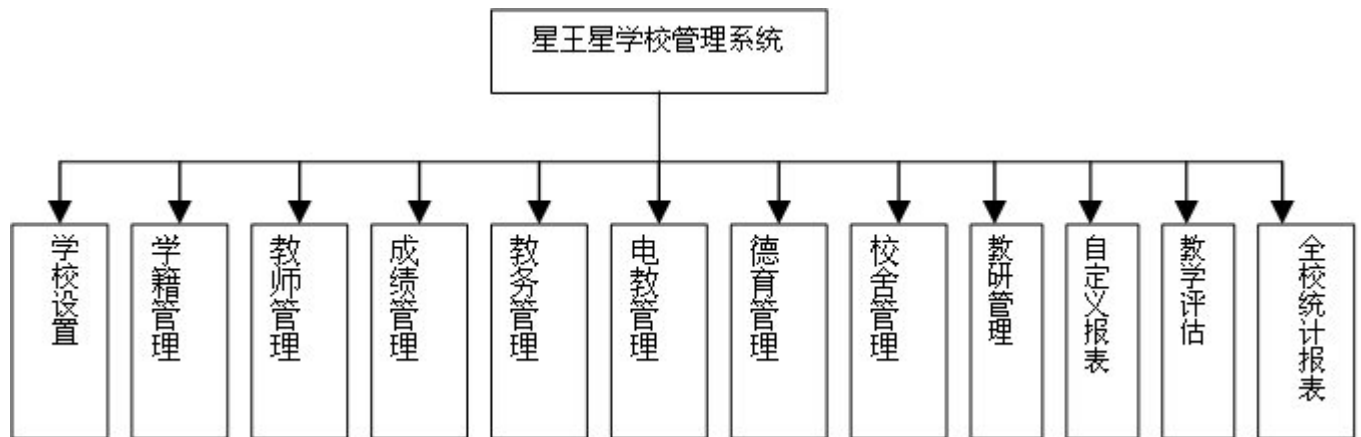 星王星学校管理系统
学校设置
学籍管理
教师管理
成绩管理
教务管理
电教管理
德育管理
校舍管理
教研管理
自定义报表
教学评估
全校统计报表